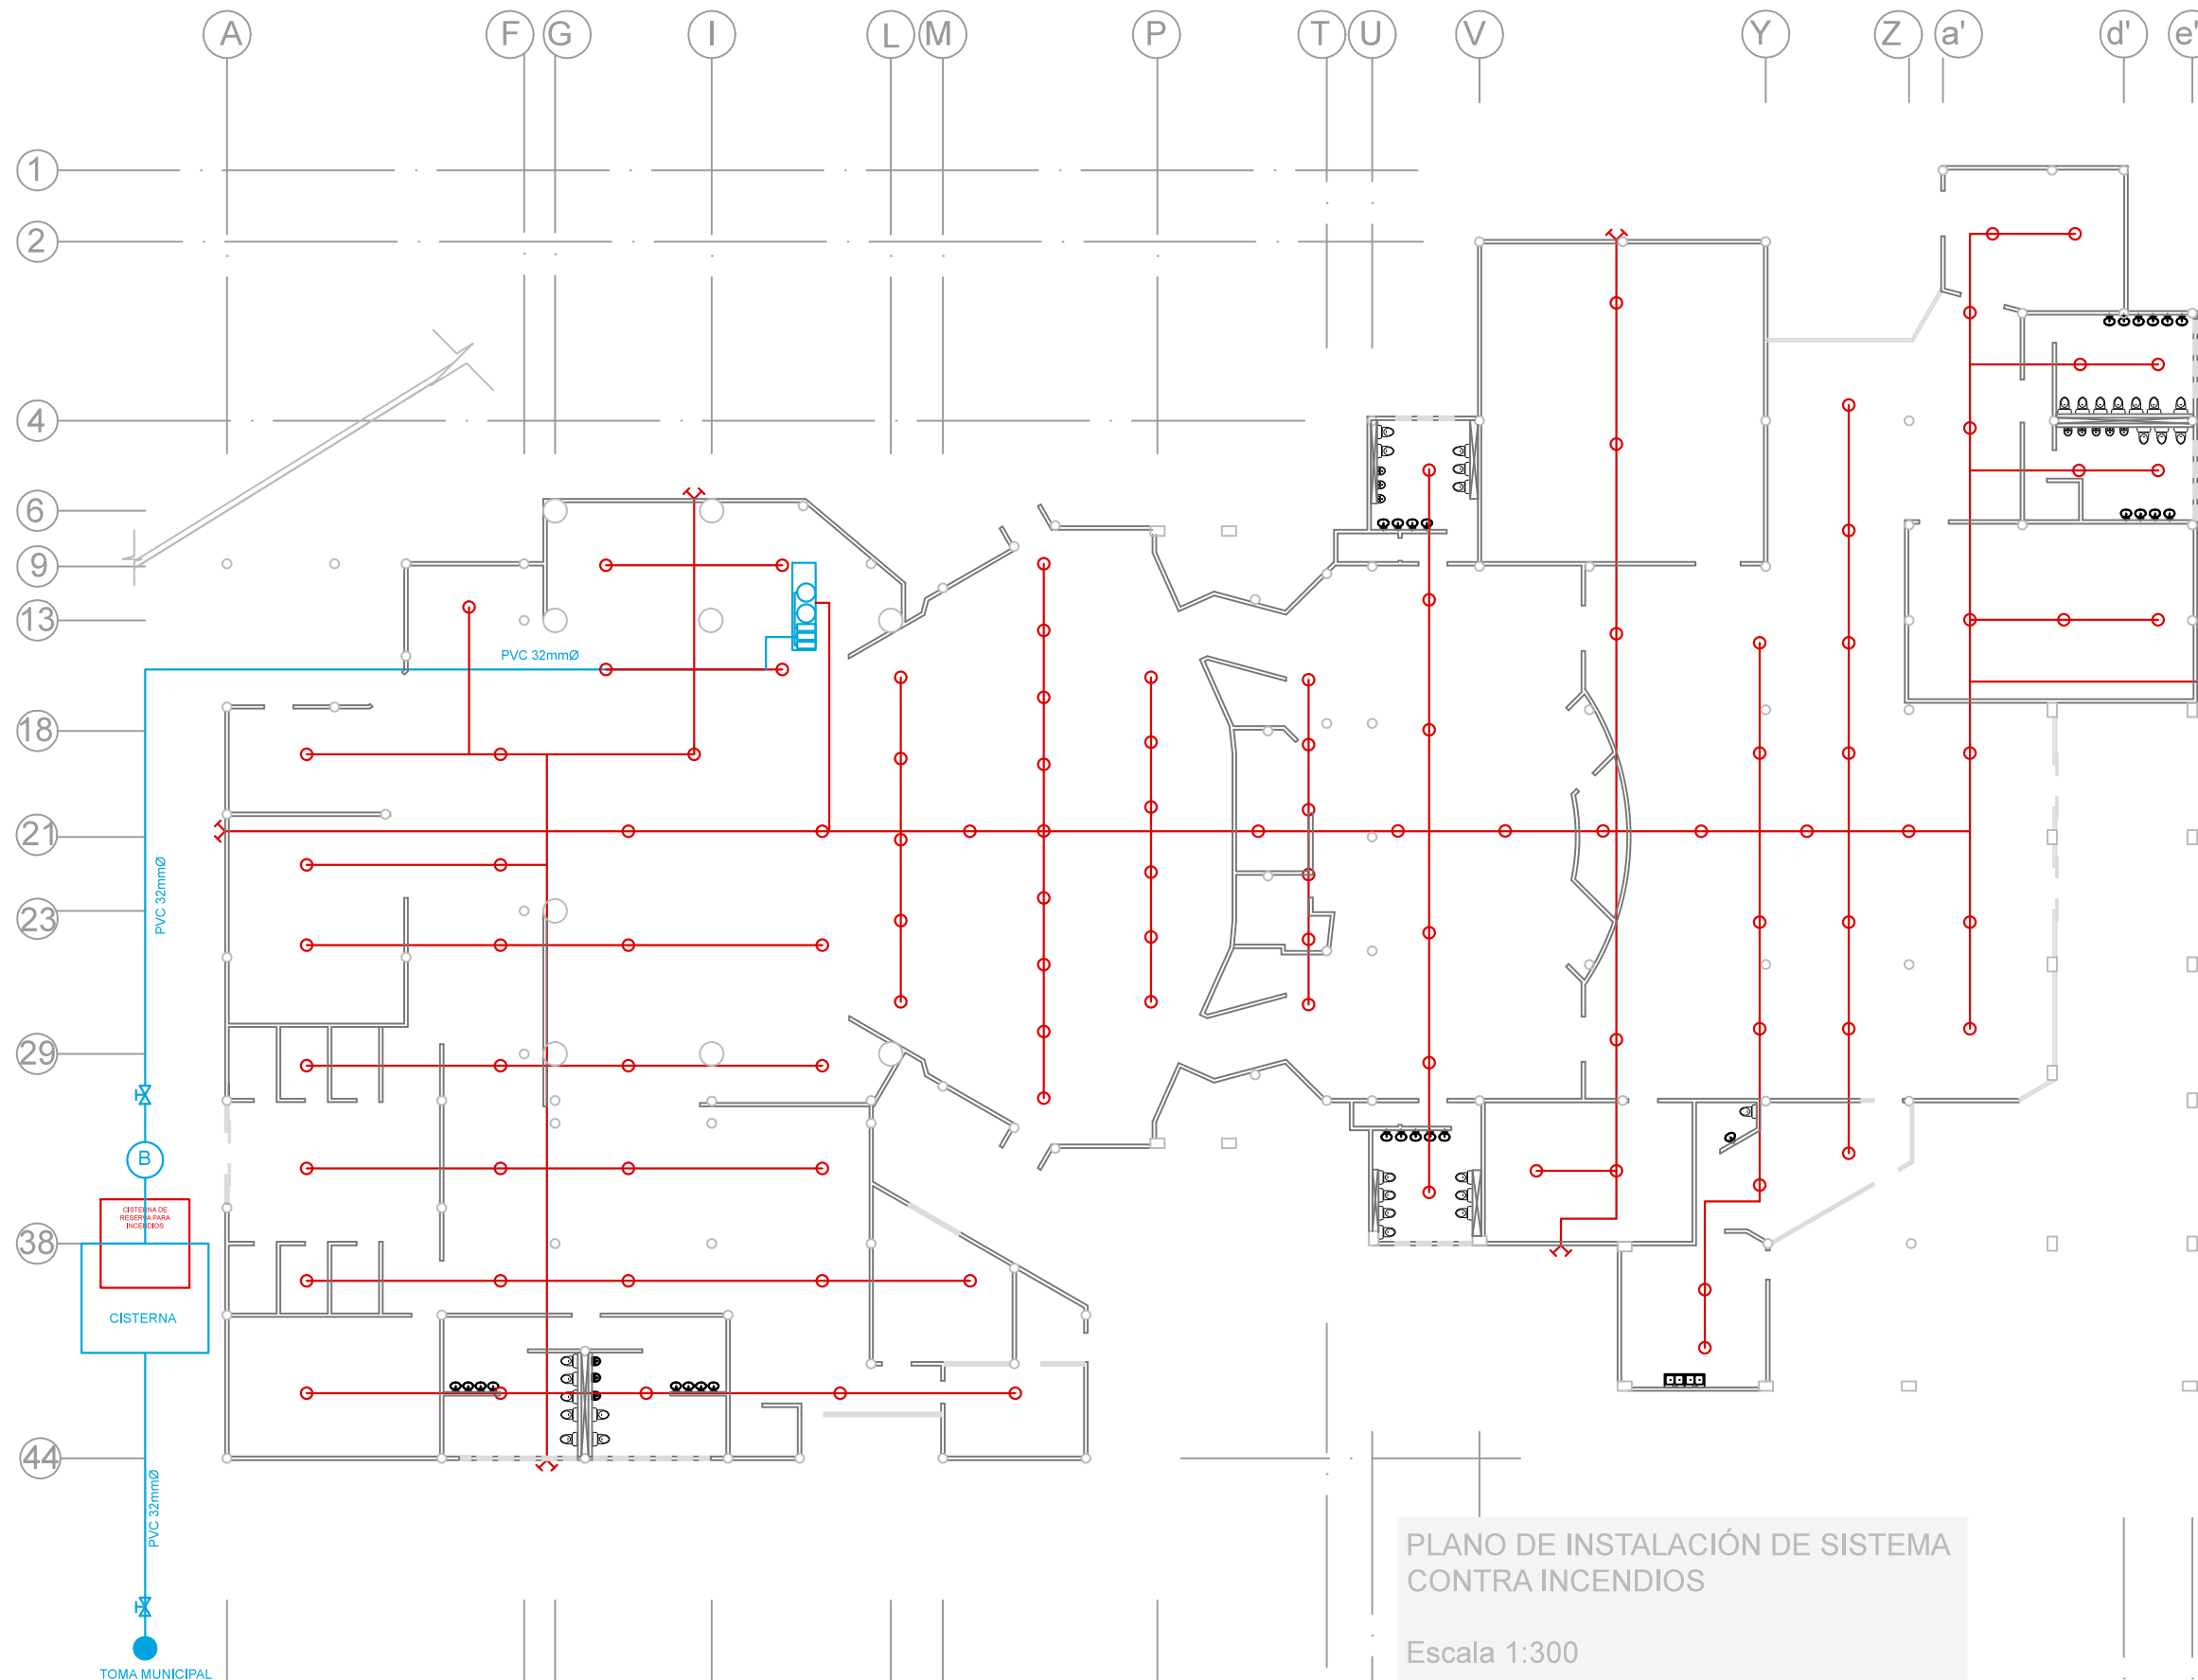 A F G I L M P T U V Y Z a' d' e'
1
2
4
6
9
13
PVC 32mmØ
18
21
PVC 32mmØ
23
29
B
CISTERNA DE
RESERVA PARA
INCENDIOS
38
CISTERNA
44
PVC 32mmØ
PLANO DE INSTALACIÓN DE SISTEMA
CONTRA INCENDIOS
Escala 1:300
TOMA MUNICIPAL